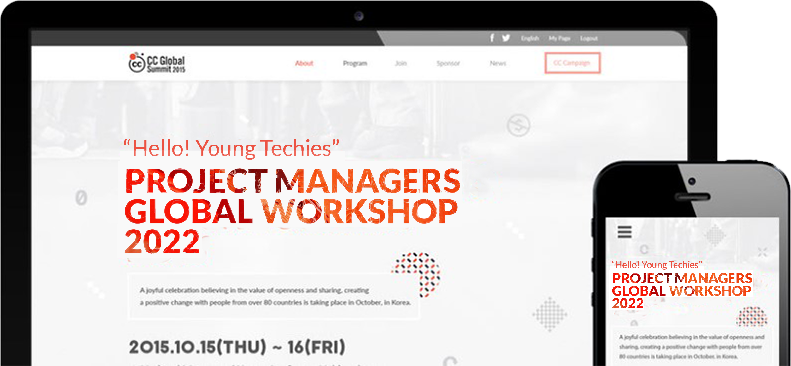 English My Page Logout
CC Global
Summit 2015
cc
About Program Join Sponsor News CC Campaign
“Hello! Young Techies”
PROJECT MANAGERS
GLOBAL WORKSHOP
2022
A joyful celebration believing in the value of openness and sharing, creating
a positive change with people from over 80 countries is taking place in October, in Korea.
2015.10.15(THU) ~ 16(FRI)
“Hello! Young Techies”
PROJECT MANAGERS
GLOBAL WORKSHOP
2022
A joyful celebration believing in the value of openness and
sharing, creating a positive change with people from over
80 countries is taking place in October, in Korea.